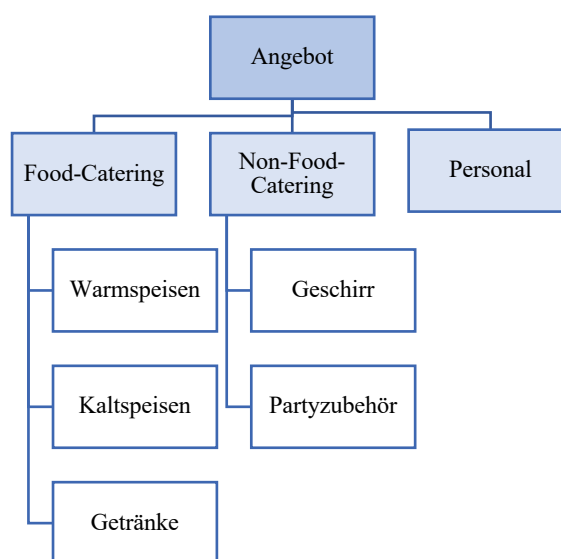 Angebot
Food-Catering
Non-Food-
Catering
Personal
Warmspeisen
Geschirr
Kaltspeisen
Partyzubehör
Getränke